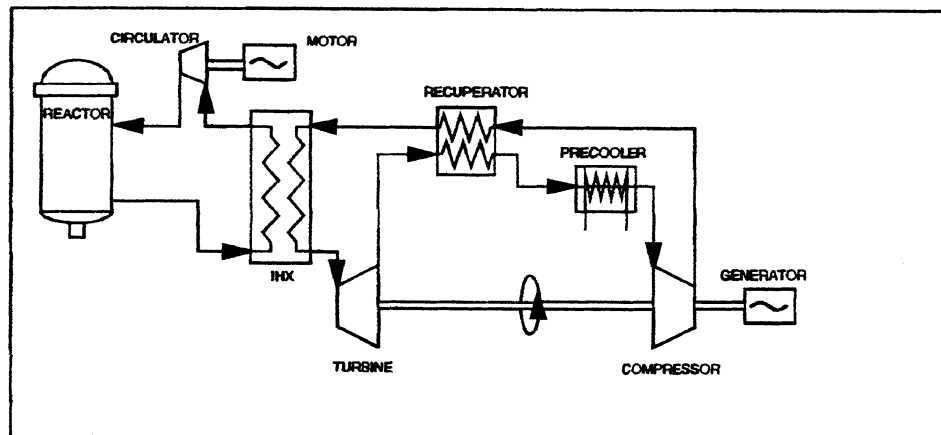 CIRCULATOR
MOTOR
REACTOR
RECUPERATOR
PRECOOLER
IHX
GENERATOR
TURBINE
COMPRESSOR